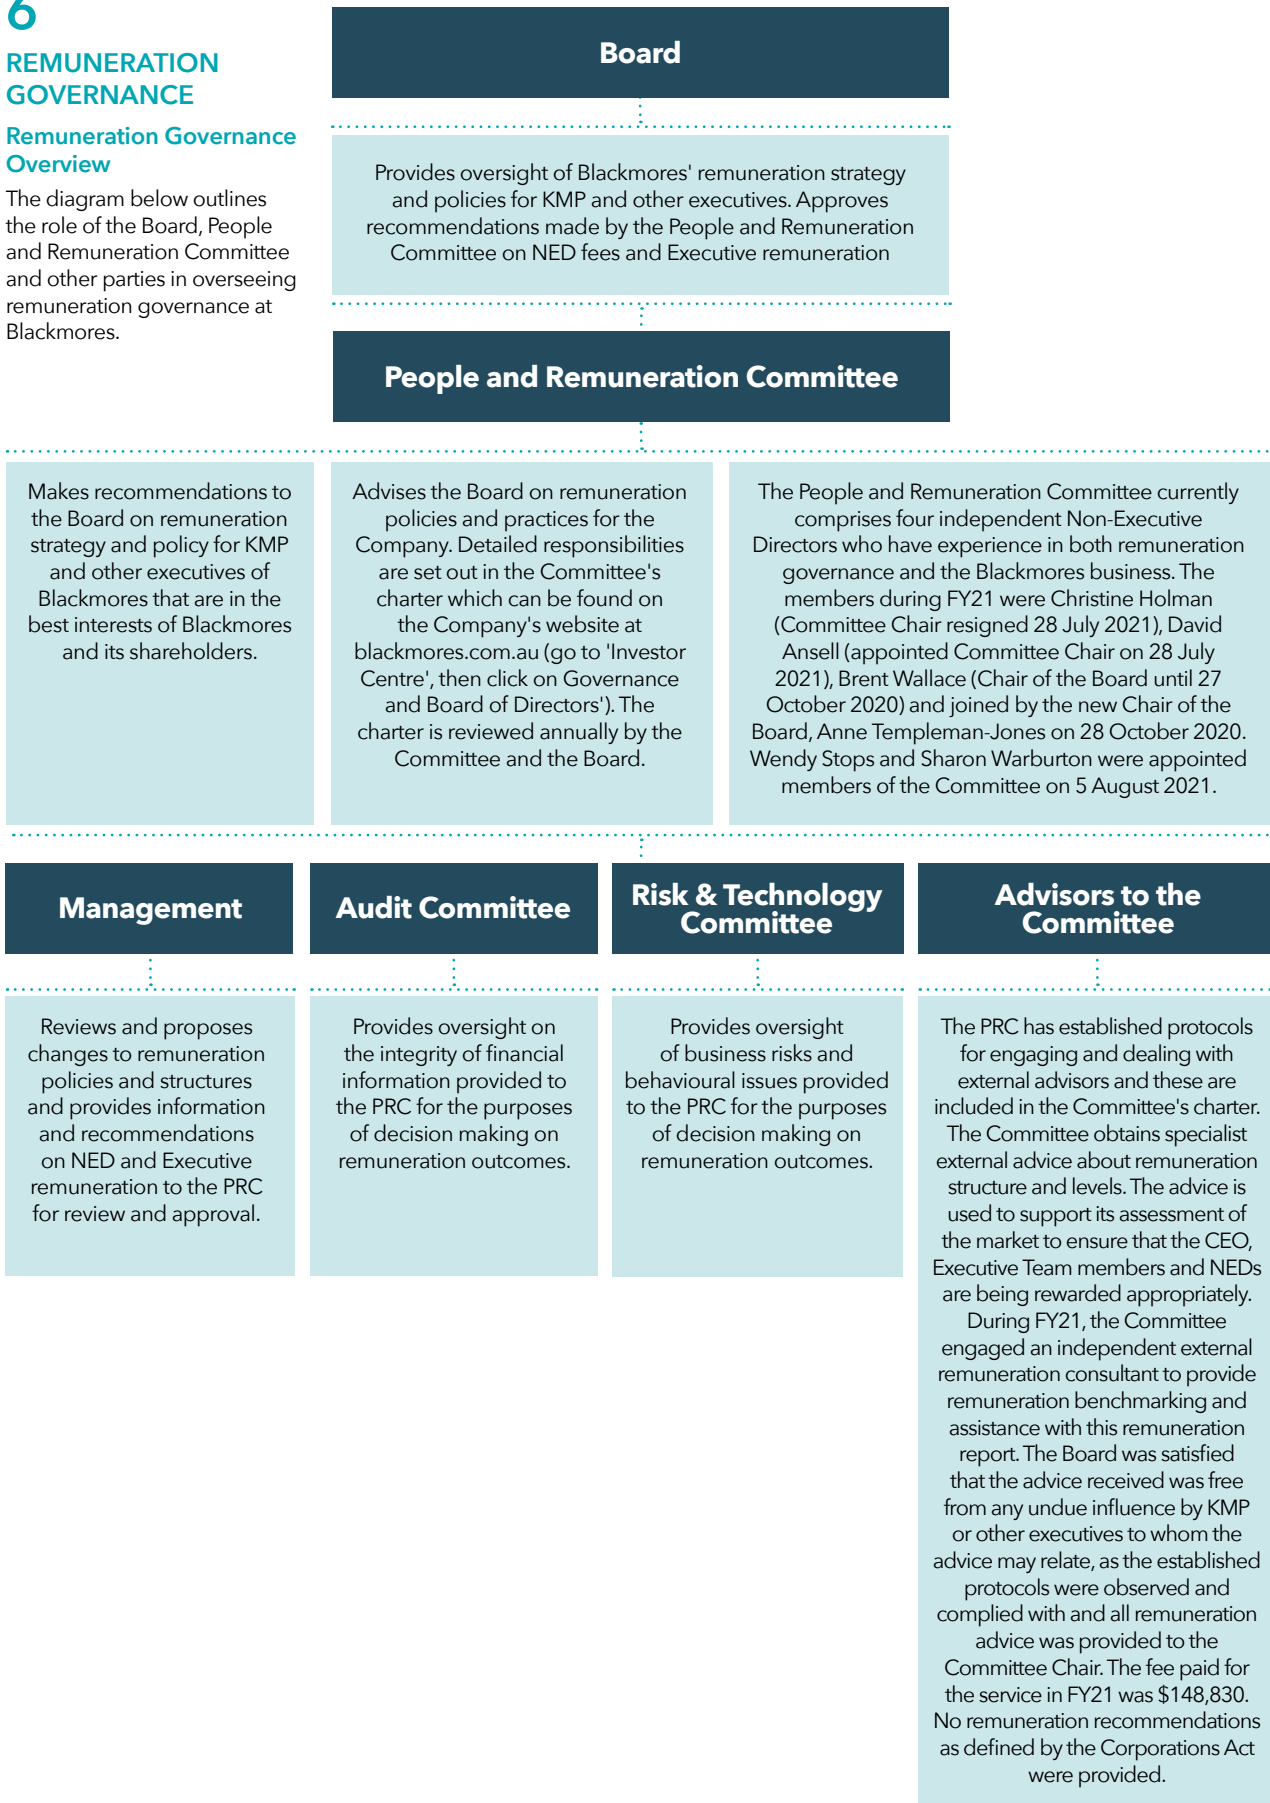 6
REMUNERATION
GOVERNANCE
Remuneration Governance
Overview
The diagram below outlines
the role of the Board, People
and Remuneration Committee
and other parties in overseeing
remuneration governance at
Blackmores.
Board
Provides oversight of Blackmores' remuneration strategy
and policies for KMP and other executives. Approves
recommendations made by the People and Remuneration
Committee on NED fees and Executive remuneration
People and Remuneration Committee
Makes recommendations to
the Board on remuneration
strategy and policy for KMP
and other executives of
Blackmores that are in the
best interests of Blackmores
and its shareholders.
Advises the Board on remuneration
policies and practices for the
Company. Detailed responsibilities
are set out in the Committee's
charter which can be found on
the Company's website at
blackmores.com.au (go to 'Investor
Centre', then click on Governance
and Board of Directors'). The
charter is reviewed annually by the
Committee and the Board.
The People and Remuneration Committee currently
comprises four independent Non-Executive
Directors who have experience in both remuneration
governance and the Blackmores business. The
members during FY21 were Christine Holman
(Committee Chair resigned 28 July 2021), David
Ansell (appointed Committee Chair on 28 July
2021), Brent Wallace (Chair of the Board until 27
October 2020) and joined by the new Chair of the
Board, Anne Templeman-Jones on 28 October 2020.
Wendy Stops and Sharon Warburton were appointed
members of the Committee on 5 August 2021.
Management
Reviews and proposes
changes to remuneration
policies and structures
and provides information
and recommendations
on NED and Executive
remuneration to the PRC
for review and approval.
Audit Committee
Provides oversight on
the integrity of financial
information provided to
the PRC for the purposes
of decision making on
remuneration outcomes.
Risk & Technology
Committee
Provides oversight
of business risks and
behavioural issues provided
to the PRC for the purposes
of decision making on
remuneration outcomes.
Advisors to the
Committee
The PRC has established protocols
for engaging and dealing with
external advisors and these are
included in the Committee's charter.
The Committee obtains specialist
external advice about remuneration
structure and levels. The advice is
used to support its assessment of
the market to ensure that the CEO,
Executive Team members and NEDs
are being rewarded appropriately.
During FY21, the Committee
engaged an independent external
remuneration consultant to provide
remuneration benchmarking and
assistance with this remuneration
report. The Board was satisfied
that the advice received was free
from any undue influence by KMP
or other executives to whom the
advice may relate, as the established
protocols were observed and
complied with and all remuneration
advice was provided to the
Committee Chair. The fee paid for
the service in FY21 was $148,830.
No remuneration recommendations
as defined by the Corporations Act
were provided.